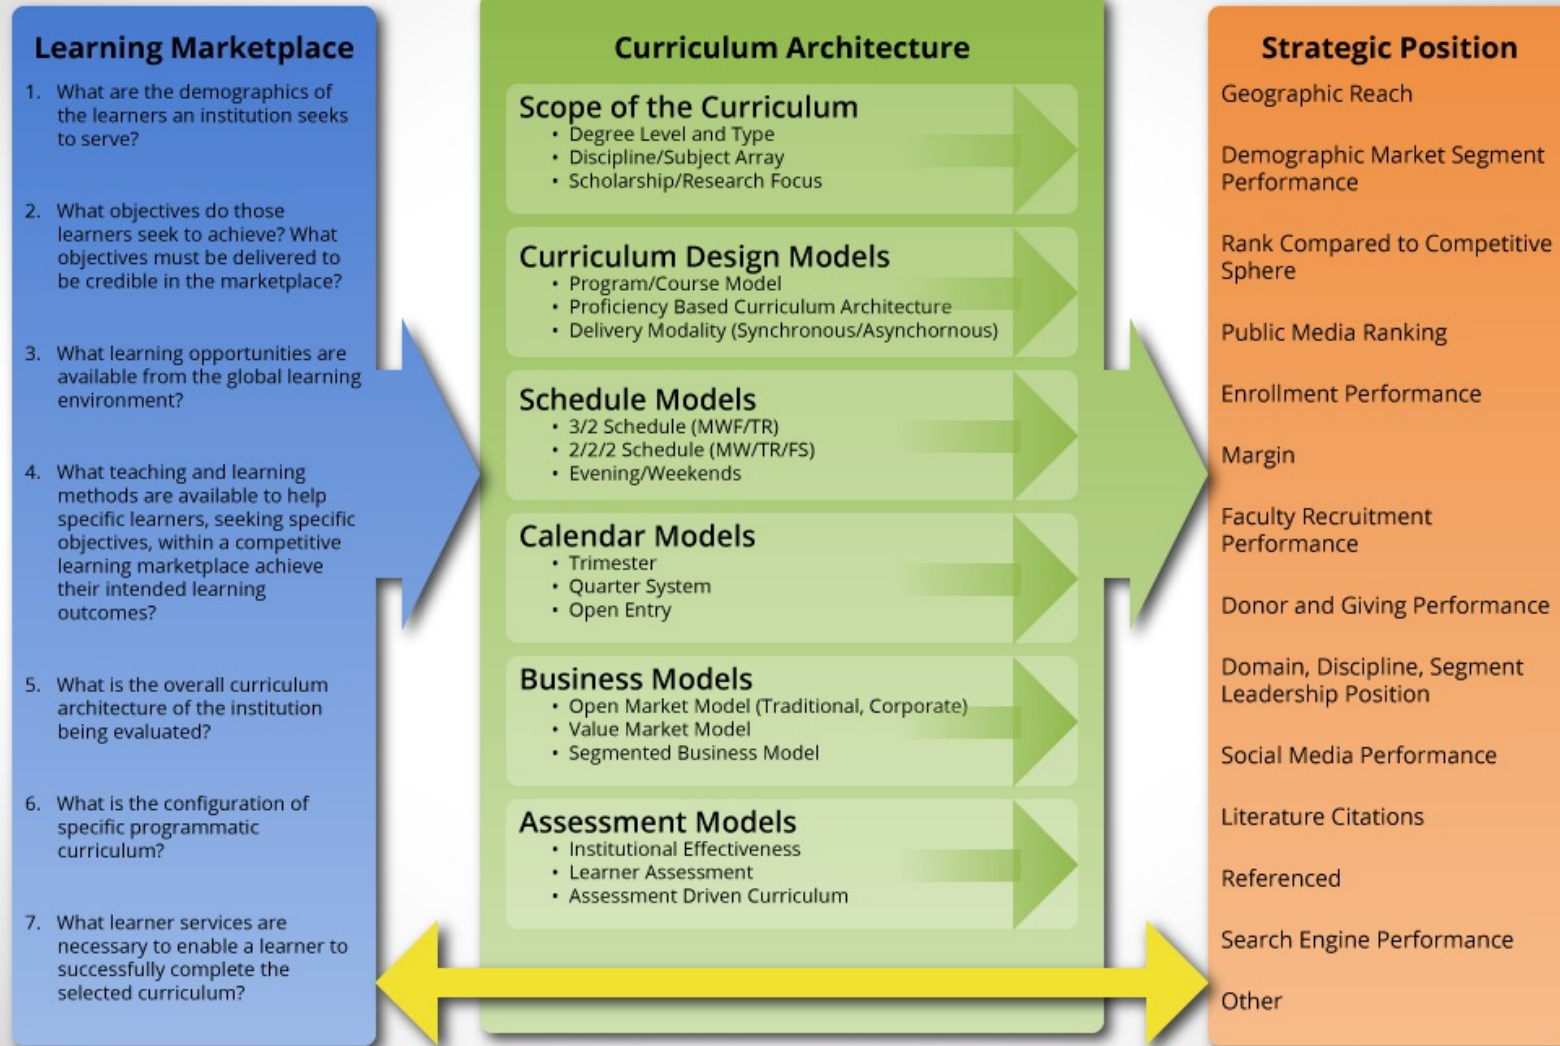 Learning Marketplace
1. What are the demographics of
the learners an institution seeks
to serve?
2. What objectives do those
learners seek to achieve? What
objectives must be delivered to
be credible in the marketplace?
3. What learning opportunities are
available from the global learning
environment?
4. What teaching and learning
methods are available to help
specific learners, seeking specific
objectives, within a competitive
learning marketplace achieve
their intended learning
outcomes?
5. What is the overall curriculum
architecture of the institution
being evaluated?
6. What is the configuration of
specific programmatic
curriculum?
7. What learner services are
necessary to enable a learner to
successfully complete the
selected curriculum?
Curriculum Architecture
Scope of the Curriculum
• Degree Level and Type
• Discipline/Subject Array
• Scholarship/Research Focus
Curriculum Design Models
• Program/Course Model
• Proficiency Based Curriculum Architecture
• Delivery Modality (Synchronous/Asynchornous)
Schedule Models
• 3/2 Schedule (MWF/TR)
• 2/2/2 Schedule (MW/TR/FS)
• Evening/Weekends
Calendar Models
• Trimester
• Quarter System
• Open Entry
Business Models
• Open Market Model (Traditional, Corporate)
• Value Market Model
• Segmented Business Model
Assessment Models
• Institutional Effectiveness
• Learner Assessment
• Assessment Driven Curriculum
Strategic Position
Geographic Reach
Demographic Market Segment
Performance
Rank Compared to Competitive
Sphere
Public Media Ranking
Enrollment Performance
Margin
Faculty Recruitment
Performance
Donor and Giving Performance
Domain, Discipline, Segment
Leadership Position
Social Media Performance
Literature Citations
Referenced
Search Engine Performance
Other